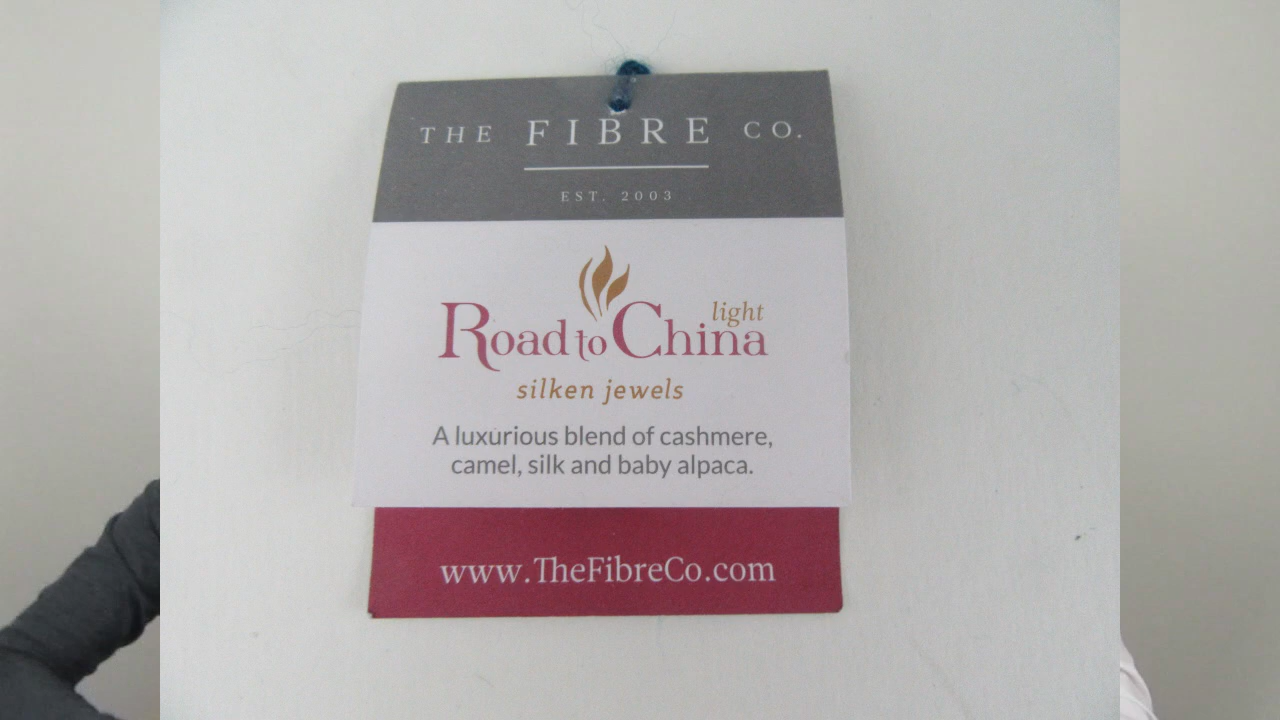 THE FIBRE CO.
EST. 2003
light
Road to China
silken jewels
A luxurious blend of cashmere,
camel, silk and baby alpaca.
www.TheFibreCo.com